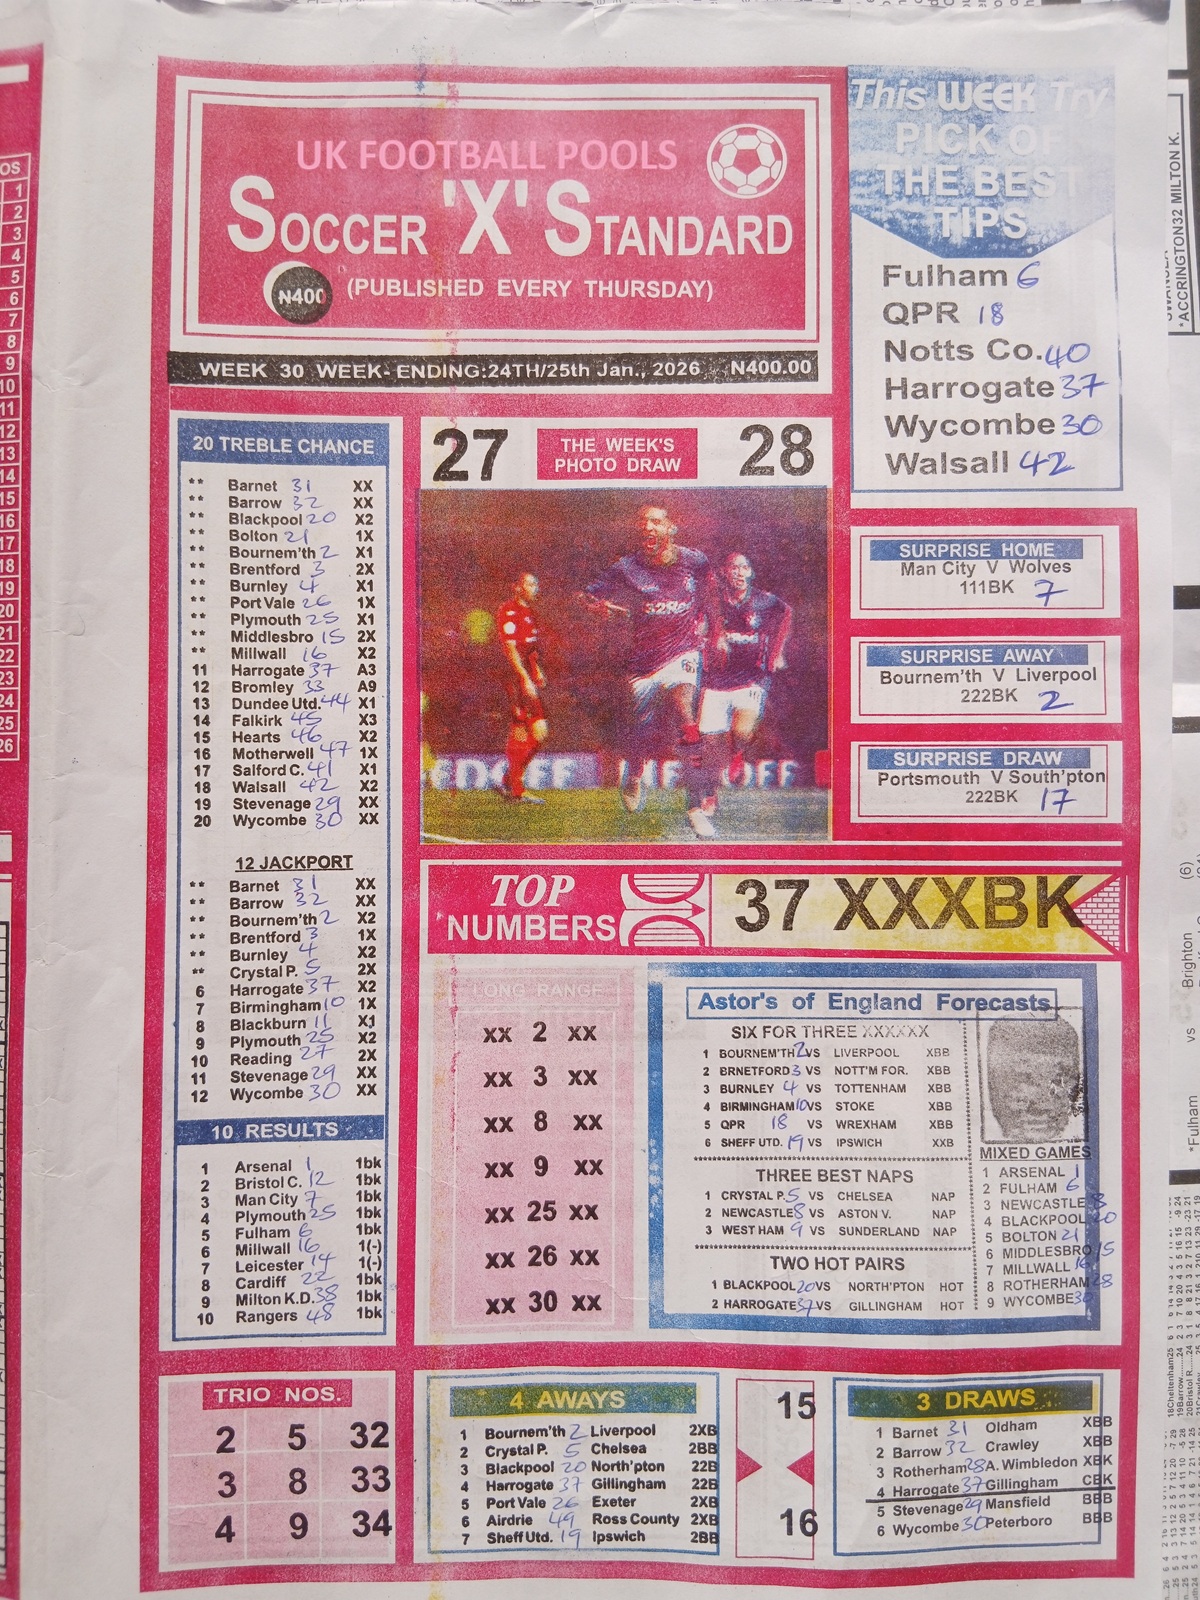 UK FOOTBALL POOLS
SOCCER 'X' STANDARD
N400 (PUBLISHED EVERY THURSDAY)
WEEK 30 WEEK- ENDING:24TH/25th Jan., 2026 N400.00
This WEEK Try
PICK OF
THE BEST
TIPS
Fulham 6
QPR 18
Notts Co. 40
Harrogate 37
Wycombe 30
Walsall 42
20 TREBLE CHANCE
** Barnet 31 XX
** Barrow 32 XX
** Blackpool 20 X2
** Bolton 21 1X
** Bournem'th 2 X1
** Brentford 3 2X
** Burnley 4 X1
** Port Vale 26 1X
** Plymouth 25 X1
** Middlesbro 15 2X
** Millwall 16 X2
11 Harrogate 37 A3
12 Bromley 33 A9
13 Dundee Utd. 44 X1
14 Falkirk 45 X3
15 Hearts 46 X2
16 Motherwell 47 1X
17 Salford C. 41 X1
18 Walsall 42 X2
19 Stevenage 29 XX
20 Wycombe 30 XX
12 JACKPORT
** Barnet 31 XX
** Barrow 32 XX
** Bournem'th 2 X2
** Brentford 3 1X
** Burnley 4 X2
** Crystal P. 5 2X
6 Harrogate 37 X2
7 Birmingham 10 1X
8 Blackburn 11 X1
9 Plymouth 25 X2
10 Reading 27 2X
11 Stevenage 29 XX
12 Wycombe 30 XX
10 RESULTS
1 Arsenal 1 1bk
2 Bristol C. 12 1bk
3 Man City 7 1bk
4 Plymouth 25 1bk
5 Fulham 6 1bk
6 Millwall 16 1(-)
7 Leicester 14 1(-)
8 Cardiff 22 1bk
9 Milton K.D. 38 1bk
10 Rangers 48 1bk
27 THE WEEK'S PHOTO DRAW 28
32Red
SURPRISE HOME
Man City V Wolves
111BK 7
SURPRISE AWAY
Bournem'th V Liverpool
222BK 2
SURPRISE DRAW
Portsmouth V South'pton
222BK 17
TOP NUMBERS 37 XXXBK
LONG RANGE
xx 2 xx
xx 3 xx
xx 8 xx
xx 9 xx
xx 25 xx
xx 26 xx
xx 30 xx
Astor's of England Forecasts
SIX FOR THREE XXXXXX
1 BOURNEM'TH 2 VS LIVERPOOL XBB
2 BRNETFORD 3 VS NOTT'M FOR. XBB
3 BURNLEY 4 VS TOTTENHAM XBB
4 BIRMINGHAM 10 VS STOKE XBB
5 QPR 18 VS WREXHAM XBB
6 SHEFF UTD. 19 VS IPSWICH XXB
THREE BEST NAPS
1 CRYSTAL P. 5 VS CHELSEA NAP
2 NEWCASTLE 8 VS ASTON V. NAP
3 WEST HAM 9 VS SUNDERLAND NAP
TWO HOT PAIRS
1 BLACKPOOL 20 VS NORTH'PTON HOT
2 HARROGATE 37 VS GILLINGHAM HOT
MIXED GAMES
1 ARSENAL 1
2 FULHAM 6
3 NEWCASTLE 8
4 BLACKPOOL 20
5 BOLTON 21
6 MIDDLESBRO 15
7 MILLWALL 16
8 ROTHERHAM 28
9 WYCOMBE 30
TRIO NOS.
2 5 32
3 8 33
4 9 34
4 AWAYS
1 Bournem'th 2 Liverpool 2XB
2 Crystal P. 5 Chelsea 2BB
3 Blackpool 20 North'pton 22B
4 Harrogate 37 Gillingham 22B
5 Port Vale 26 Exeter 2XB
6 Airdrie 49 Ross County 2XB
7 Sheff Utd. 19 Ipswich 2BB
15
16
3 DRAWS
1 Barnet 31 Oldham XBB
2 Barrow 32 Crawley XBB
3 Rotherham 28 A. Wimbledon XBK
4 Harrogate 37 Gillingham CBK
5 Stevenage 29 Mansfield BBB
6 Wycombe 30 Peterboro BBB
*ACCRINGTON32 MILTON K.
*Fulham vs Brighton (6)